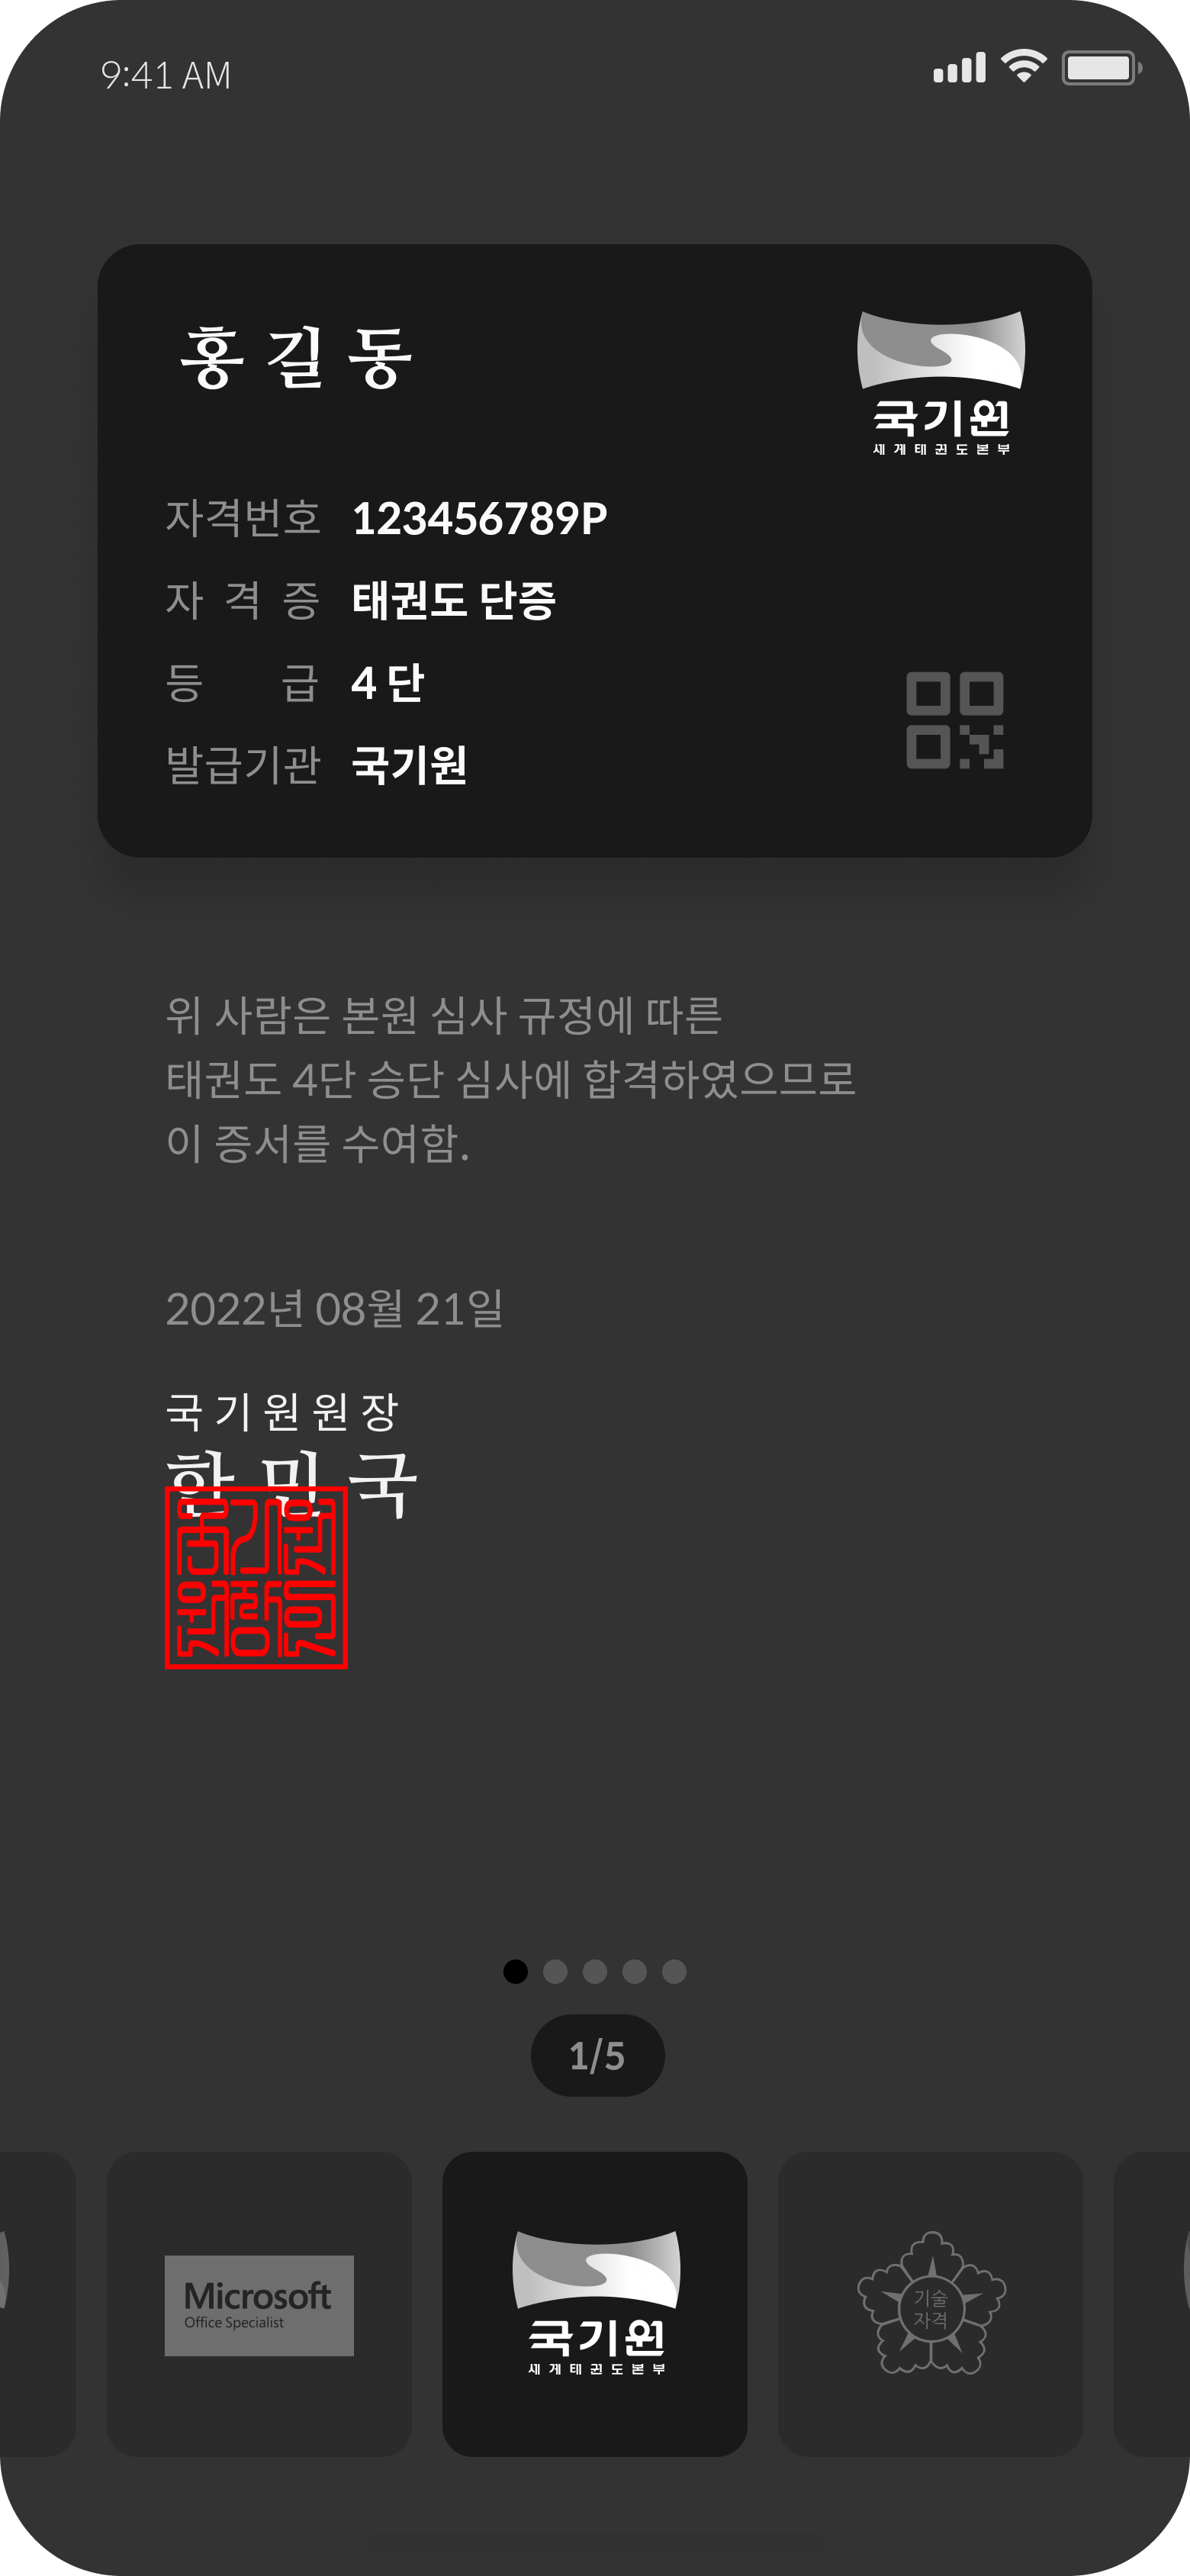 9:41 AM
홍길동
국기원
세계태권도본부
자격번호 123456789P
자격증 태권도 단증
등급 4 단
발급기관 국기원
위 사람은 본원 심사 규정에 따른
태권도 4단 승단 심사에 합격하였으므로
이 증서를 수여함.
2022년 08월 21일
국기원원장
한민국
1/5
Microsoft
Office Specialist
국기원
세계태권도본부
기술
자격